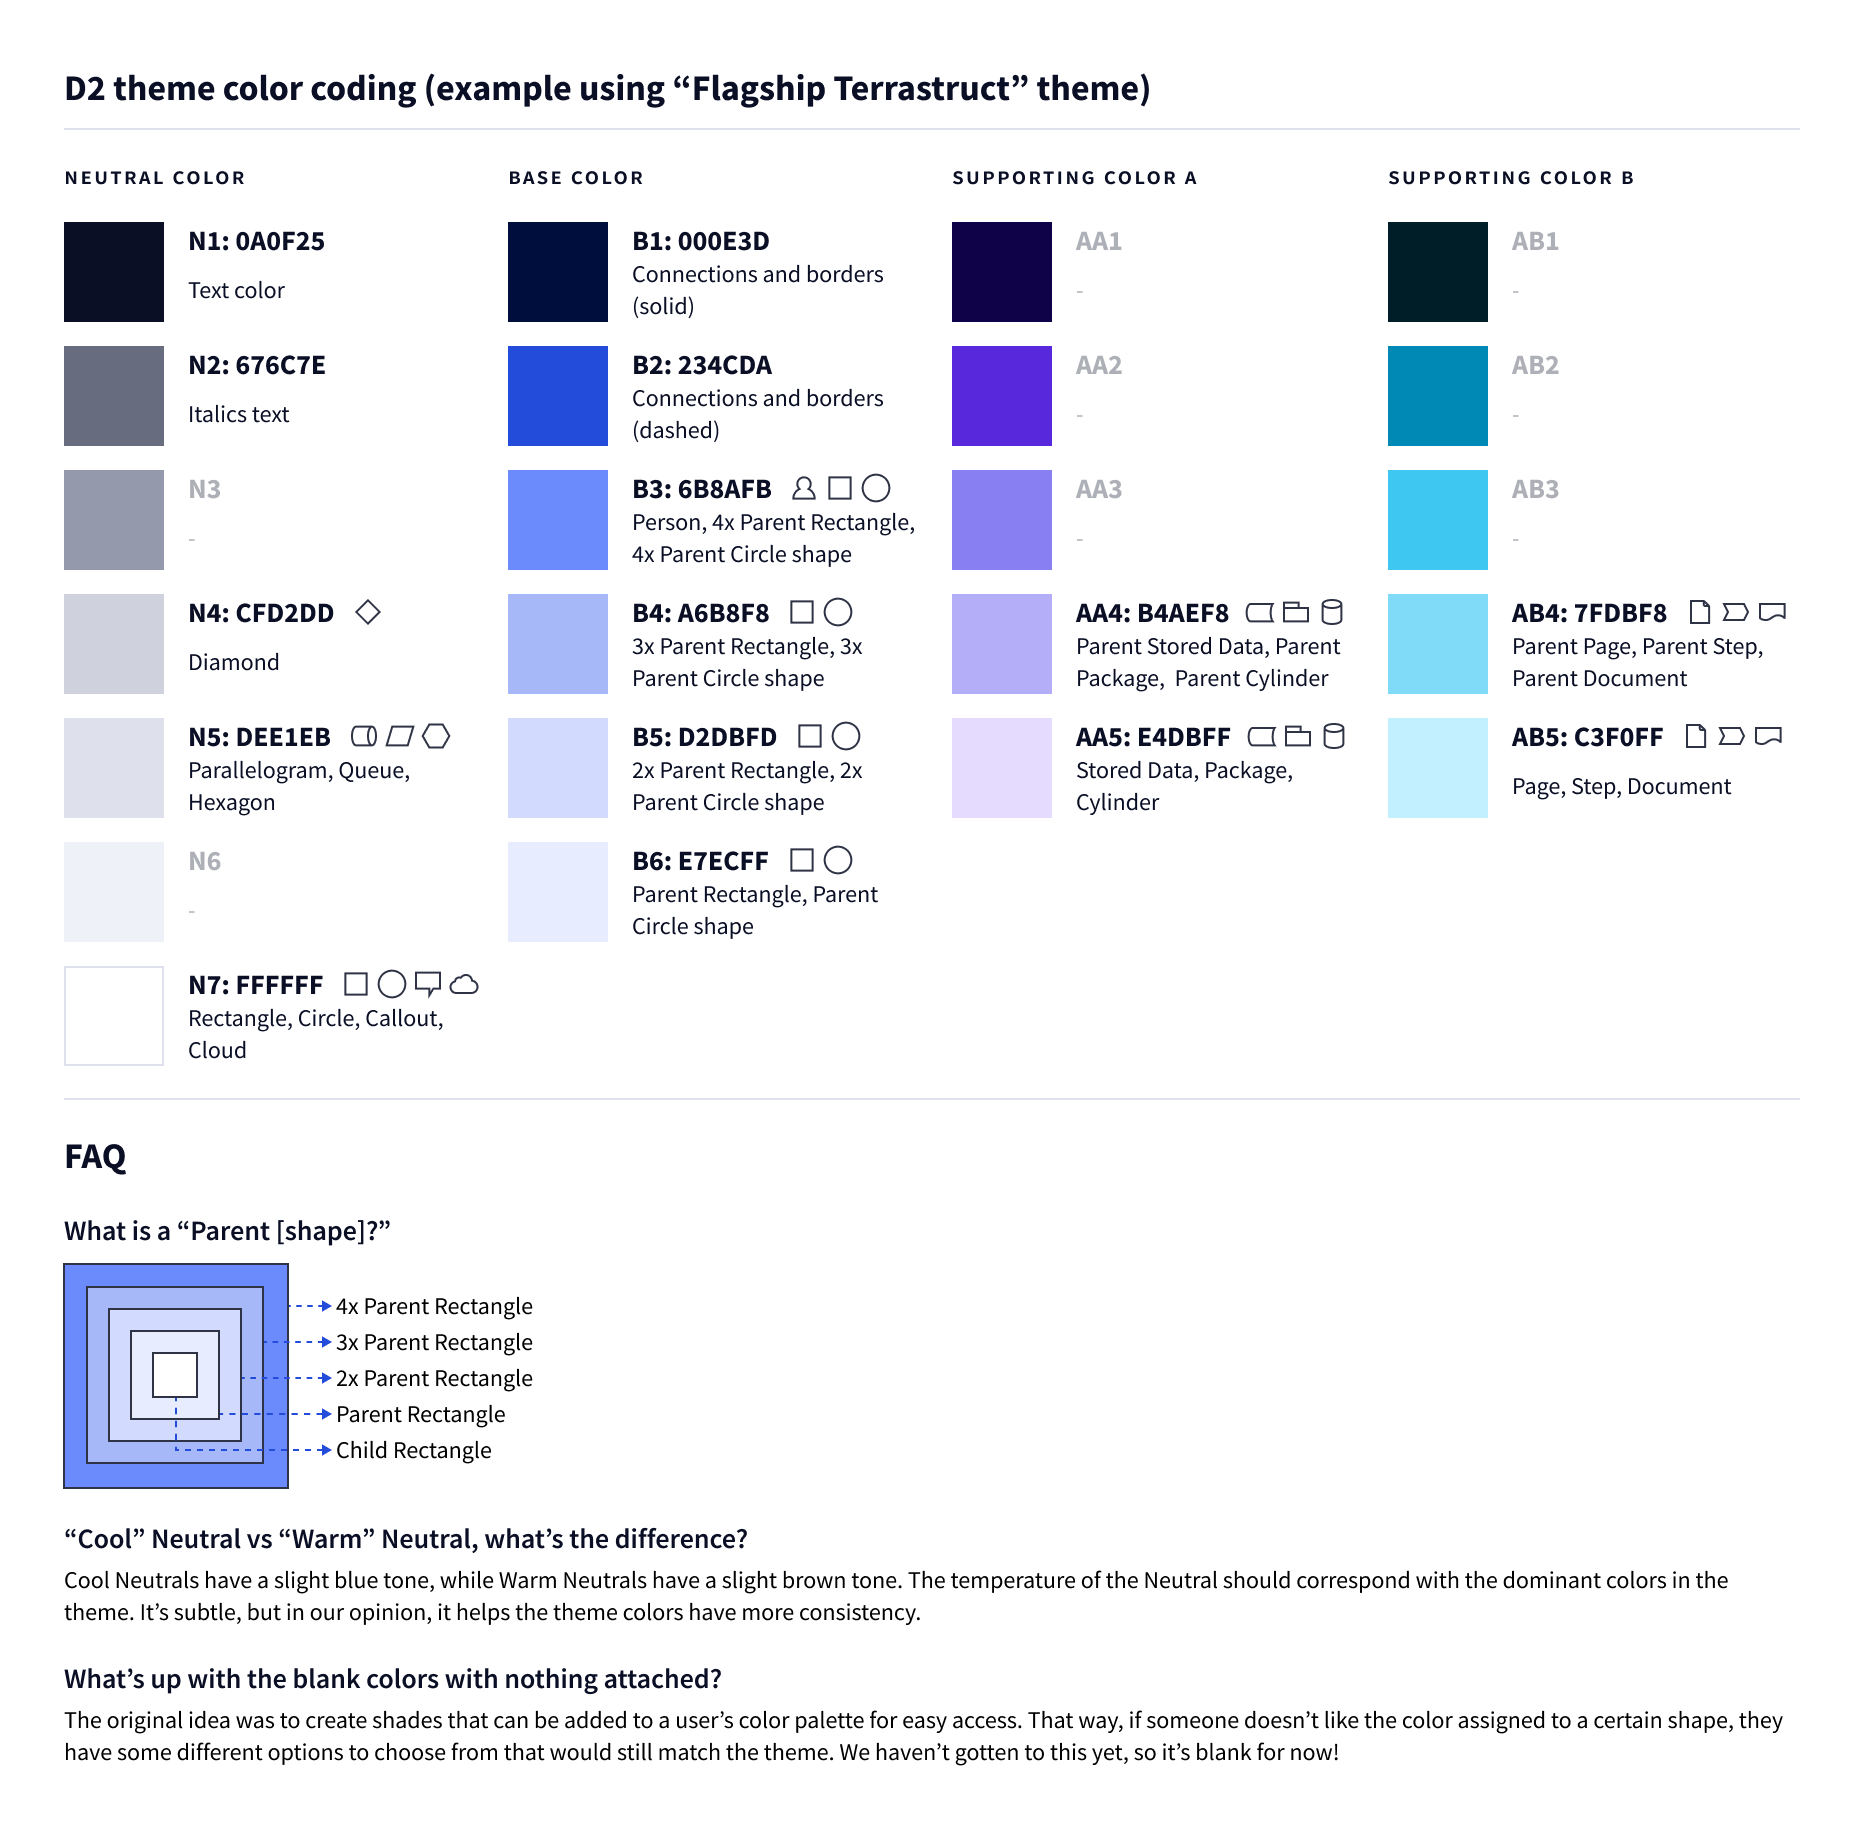 D2 theme color coding (example using “Flagship Terrastruct” theme)
NEUTRAL COLOR
N1: 0A0F25
Text color
N2: 676C7E
Italics text
N3
-
N4: CFD2DD
Diamond
N5: DEE1EB
Parallelogram, Queue,
Hexagon
N6
-
N7: FFFFFF
Rectangle, Circle, Callout,
Cloud
BASE COLOR
B1: 000E3D
Connections and borders
(solid)
B2: 234CDA
Connections and borders
(dashed)
B3: 6B8AFB
Person, 4x Parent Rectangle,
4x Parent Circle shape
B4: A6B8F8
3x Parent Rectangle, 3x
Parent Circle shape
B5: D2DBFD
2x Parent Rectangle, 2x
Parent Circle shape
B6: E7ECFF
Parent Rectangle, Parent
Circle shape
SUPPORTING COLOR A
AA1
-
AA2
-
AA3
-
AA4: B4AEF8
Parent Stored Data, Parent
Package,  Parent Cylinder
AA5: E4DBFF
Stored Data, Package,
Cylinder
SUPPORTING COLOR B
AB1
-
AB2
-
AB3
-
AB4: 7FDBF8
Parent Page, Parent Step,
Parent Document
AB5: C3F0FF
Page, Step, Document
FAQ
What is a “Parent [shape]?”
4x Parent Rectangle
3x Parent Rectangle
2x Parent Rectangle
Parent Rectangle
Child Rectangle
“Cool” Neutral vs “Warm” Neutral, what’s the difference?
Cool Neutrals have a slight blue tone, while Warm Neutrals have a slight brown tone. The temperature of the Neutral should correspond with the dominant colors in the
theme. It’s subtle, but in our opinion, it helps the theme colors have more consistency.
What’s up with the blank colors with nothing attached?
The original idea was to create shades that can be added to a user’s color palette for easy access. That way, if someone doesn’t like the color assigned to a certain shape, they
have some different options to choose from that would still match the theme. We haven’t gotten to this yet, so it’s blank for now!